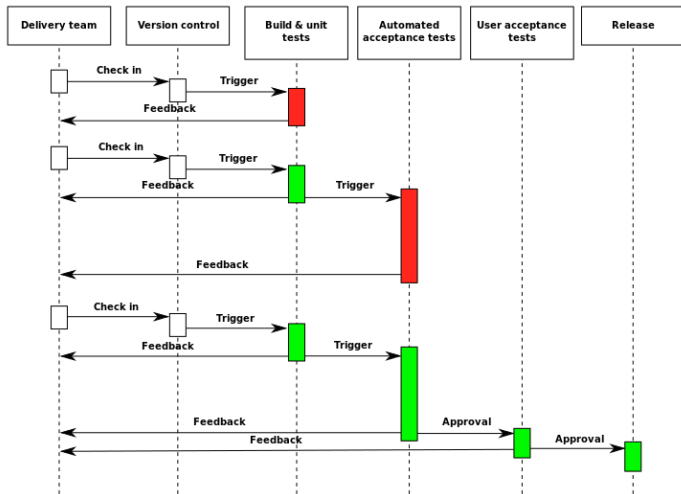 Delivery team
Version control
Build & unit
tests
Automated
acceptance tests
User acceptance
tests
Release
Check in
Trigger
Feedback
Check in
Trigger
Feedback
Trigger
Feedback
Check in
Trigger
Feedback
Trigger
Feedback
Approval
Feedback
Approval